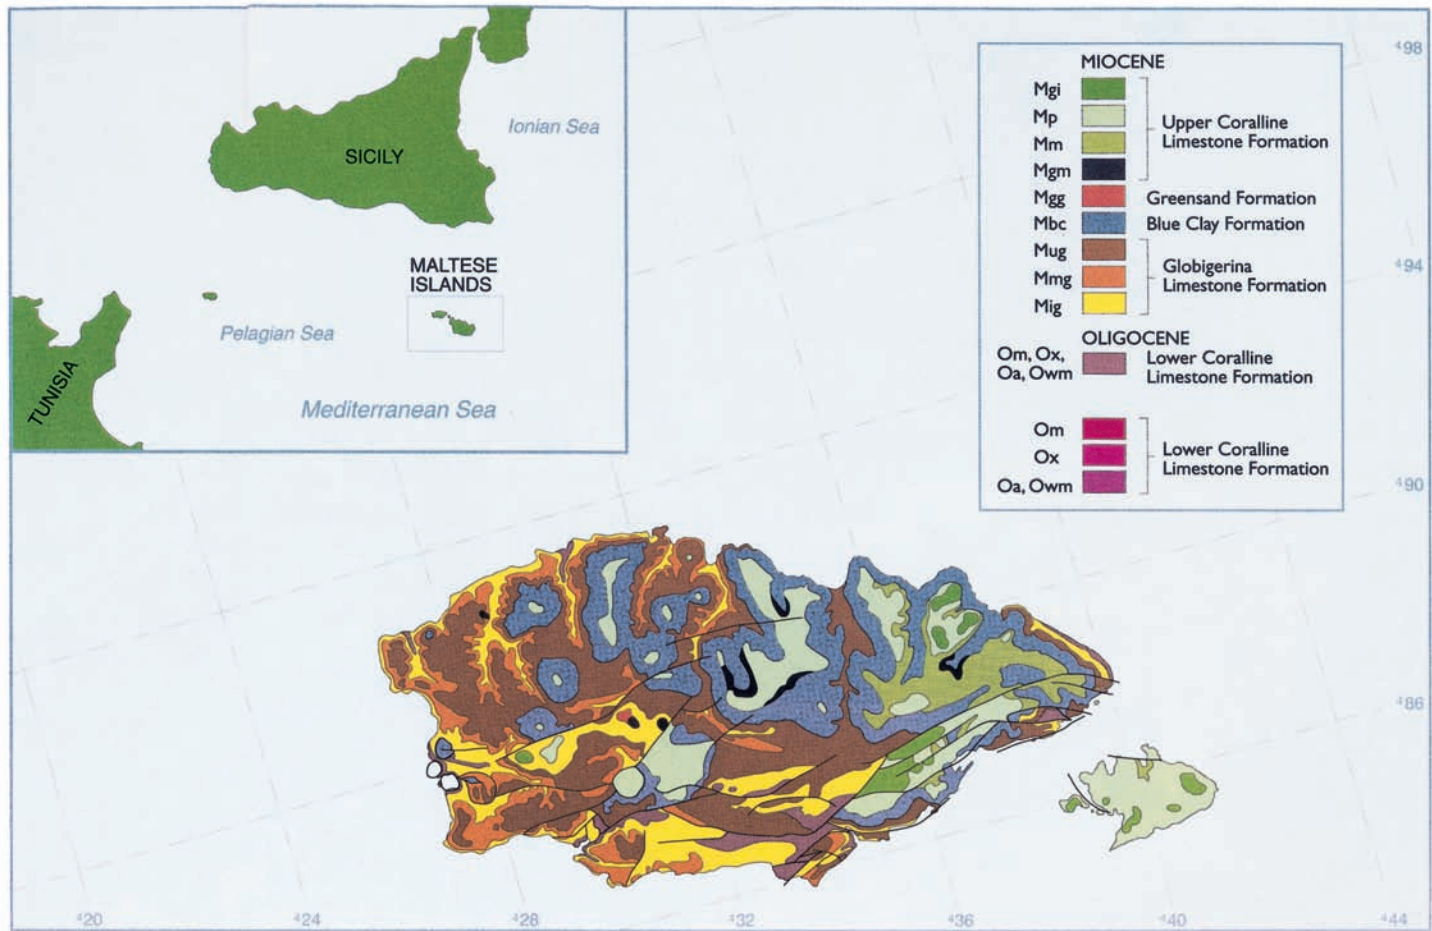 SICILY
Ionian Sea
MALTESE
ISLANDS
Pelagian Sea
TUNISIA
Mediterranean Sea
MIOCENE
Mgi
Mp
Mm
Mgm
Upper Coralline
Limestone Formation
Mgg Greensand Formation
Mbc Blue Clay Formation
Mug
Mmg
Mig
Globigerina
Limestone Formation
OLIGOCENE
Om, Ox,
Oa, Owm
Lower Coralline
Limestone Formation
Om
Ox
Oa, Owm
Lower Coralline
Limestone Formation
⁴98
⁴94
⁴90
⁴86
⁴20 ⁴24 ⁴28 ⁴32 ⁴36 ⁴40 ⁴44